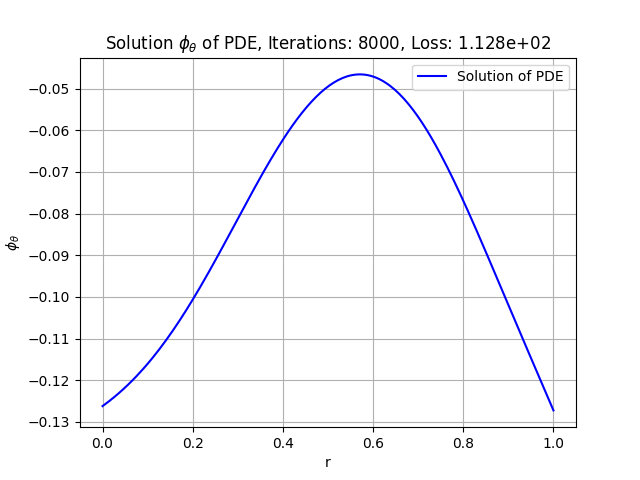 Solution ϕθ of PDE, Iterations: 8000, Loss: 1.128e+02
Solution of PDE
−0.05
−0.06
−0.07
−0.08
−0.09
−0.10
−0.11
−0.12
−0.13
ϕθ
0.0 0.2 0.4 0.6 0.8 1.0
r